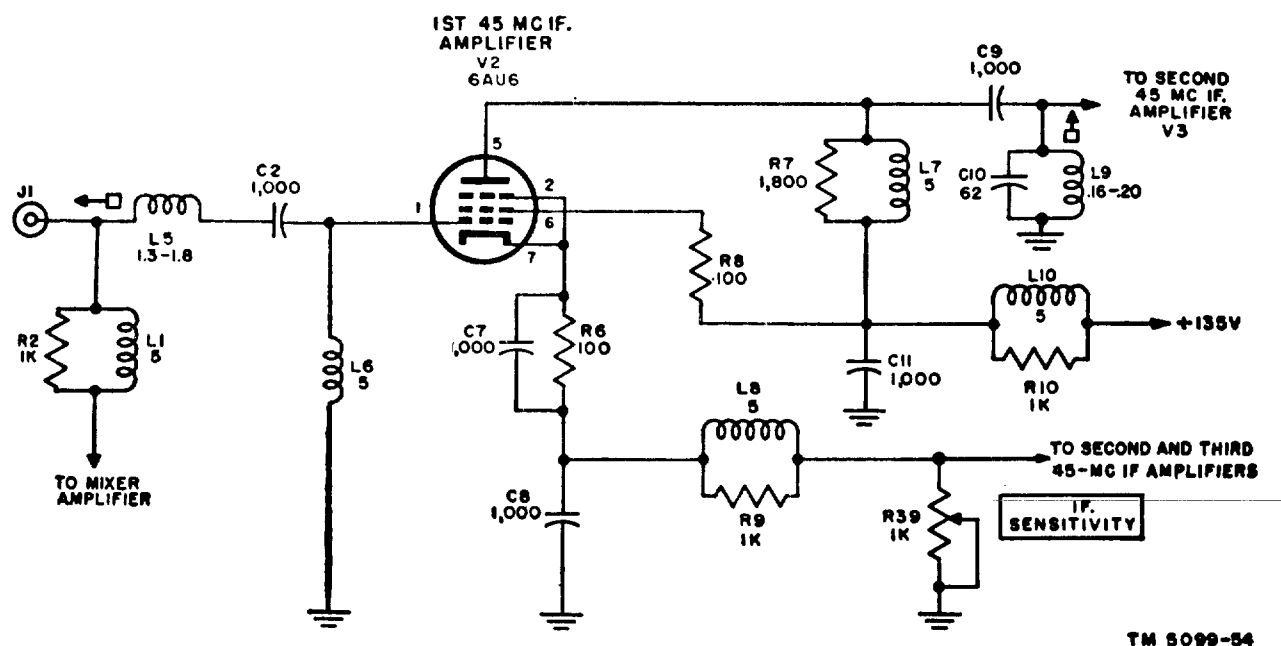 1ST 45 MC IF.
AMPLIFIER
V2
6AU6
C9
1,000
TO SECOND
45 MC IF.
AMPLIFIER
V3
5
C2
1,000
R7
1,800
L7
5
C10
62
L9
.16-.20
J1
1
2
6
7
L5
1.3-1.8
R8
100
L10
5
+135V
R2
1K
L1
5
C7
1,000
R6
100
L6
5
C11
1,000
R10
1K
L8
5
TO MIXER
AMPLIFIER
TO SECOND AND THIRD
45-MC IF AMPLIFIERS
C8
1,000
R9
1K
R39
1K
IF.
SENSITIVITY
TM 5099-54